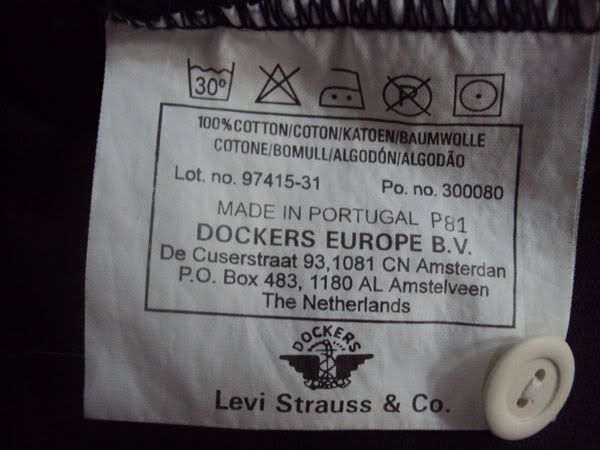 30°
P
100%COTTON/COTON/KATOEN/BAUMWOLLE
COTONE/BOMULL/ALGODÓN/ALGODÃO
Lot. no. 97415-31 Po. no. 300080
MADE IN PORTUGAL P81
DOCKERS EUROPE B.V.
De Cuserstraat 93,1081 CN Amsterdan
P.O. Box 483, 1180 AL Amstelveen
The Netherlands
DOCKERS
Levi Strauss & Co.